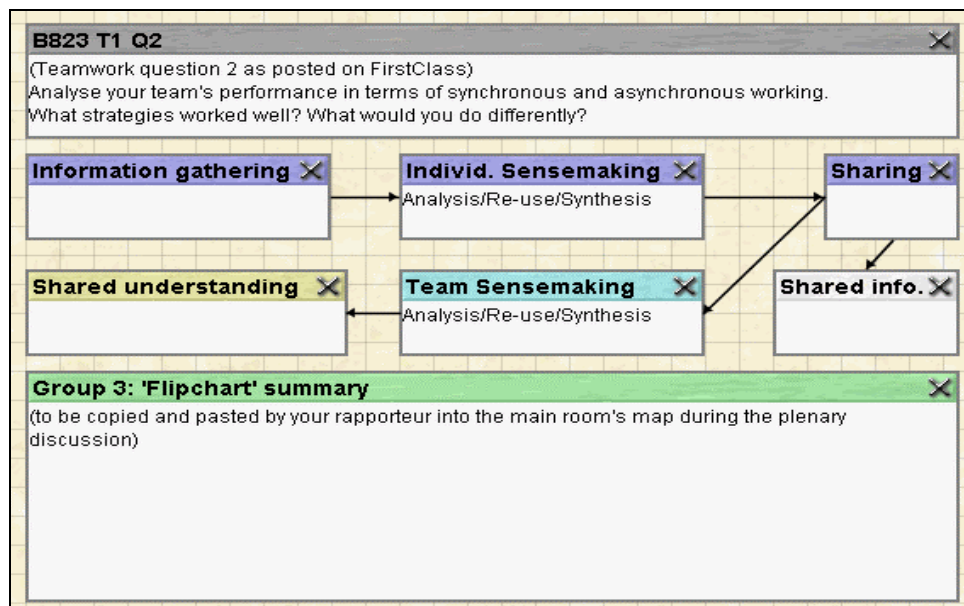 B823 T1 Q2
(Teamwork question 2 as posted on FirstClass)
Analyse your team's performance in terms of synchronous and asynchronous working.
What strategies worked well? What would you do differently?
Information gathering
Individ. Sensemaking
Analysis/Re-use/Synthesis
Sharing
Shared understanding
Team Sensemaking
Analysis/Re-use/Synthesis
Shared info.
Group 3: 'Flipchart' summary
(to be copied and pasted by your rapporteur into the main room's map during the plenary
discussion)